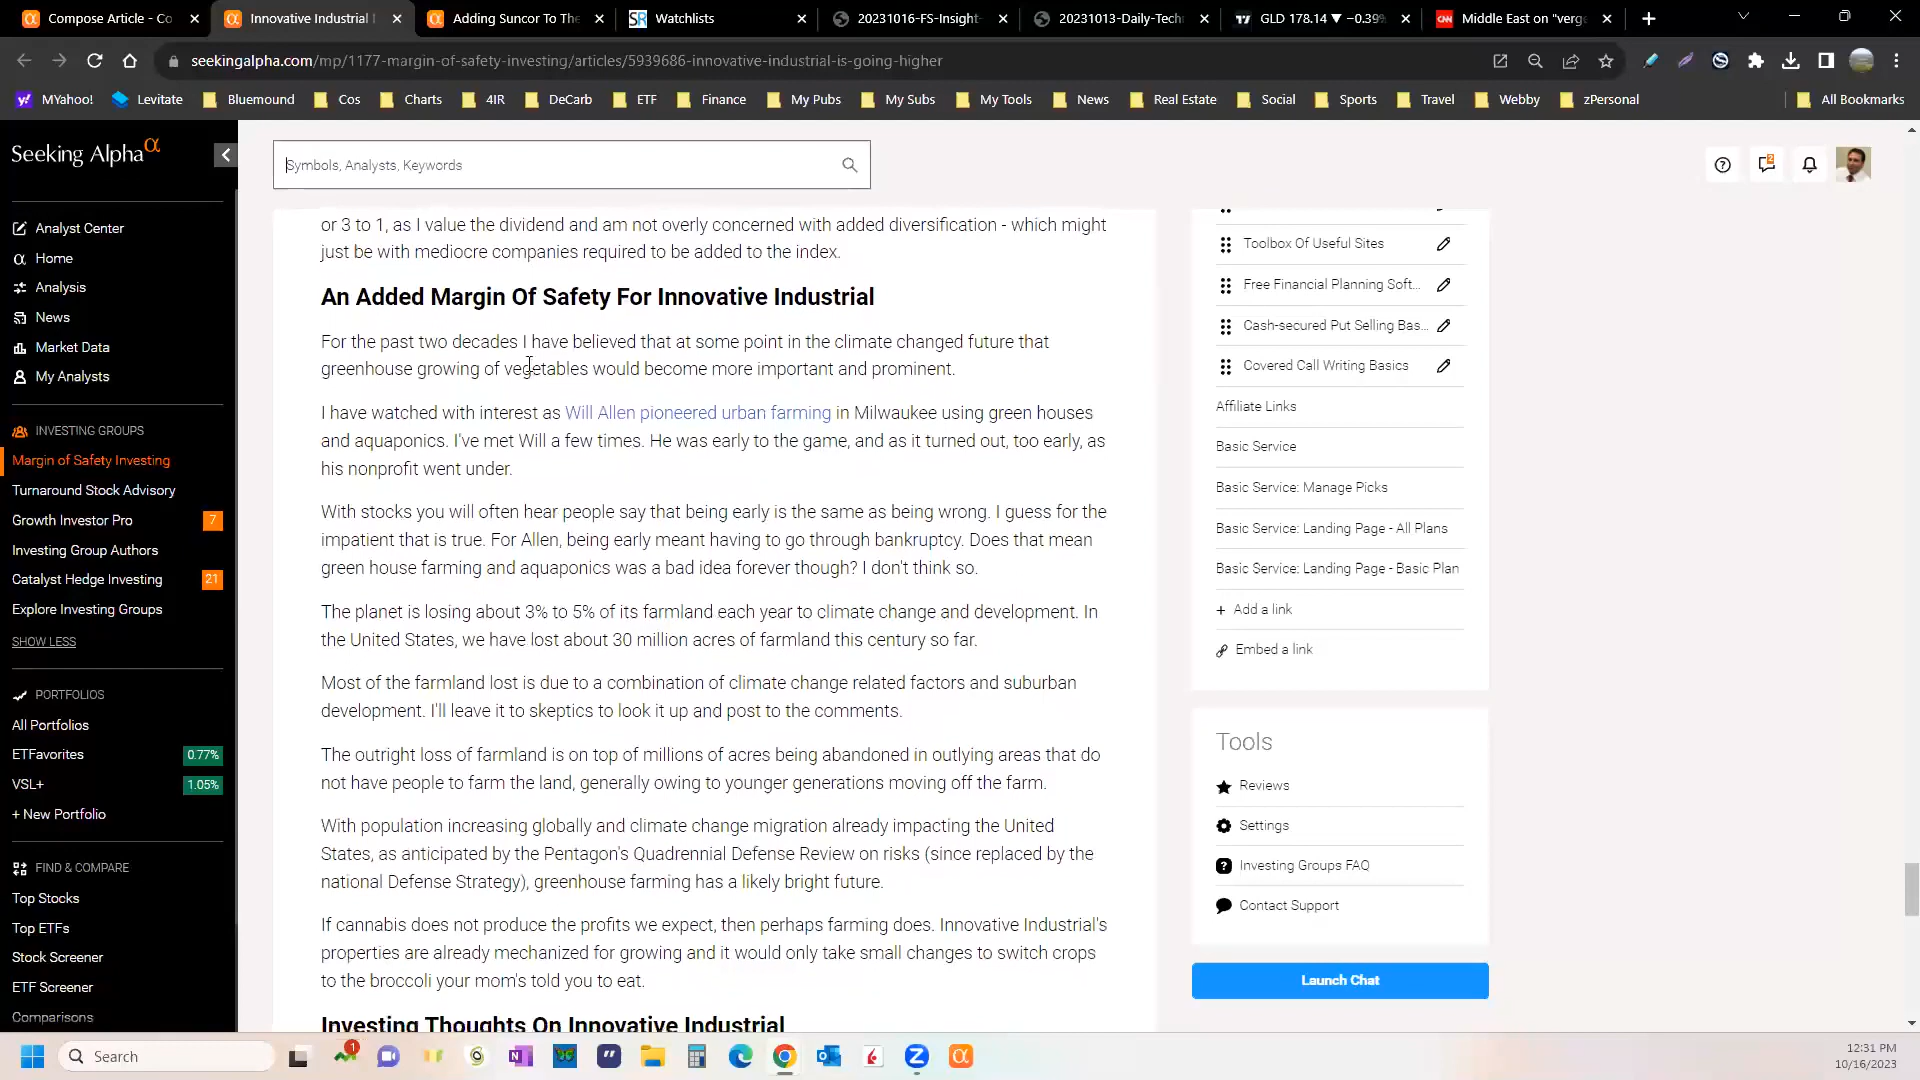 Compose Article - Co
Innovative Industrial
Adding Suncor To The
SR Watchlists
20231016-FS-Insight-
20231013-Daily-Tech
GLD 178.14 ▼ −0.39%
CNN Middle East on "verge
seekingalpha.com/mp/1177-margin-of-safety-investing/articles/5939686-innovative-industrial-is-going-higher
MYahoo!
Levitate
Bluemound
Cos
Charts
4IR
DeCarb
ETF
Finance
My Pubs
My Subs
My Tools
News
Real Estate
Social
Sports
Travel
Webby
zPersonal
All Bookmarks
Seeking Alpha α
Analyst Center
Home
Analysis
News
Market Data
My Analysts
INVESTING GROUPS
Margin of Safety Investing
Turnaround Stock Advisory
Growth Investor Pro 7
Investing Group Authors
Catalyst Hedge Investing 21
Explore Investing Groups
SHOW LESS
PORTFOLIOS
All Portfolios
ETFavorites 0.77%
VSL+ 1.05%
+ New Portfolio
FIND & COMPARE
Top Stocks
Top ETFs
Stock Screener
ETF Screener
Comparisons
Symbols, Analysts, Keywords
2
or 3 to 1, as I value the dividend and am not overly concerned with added diversification - which might
just be with mediocre companies required to be added to the index.
An Added Margin Of Safety For Innovative Industrial
For the past two decades I have believed that at some point in the climate changed future that
greenhouse growing of vegetables would become more important and prominent.
I have watched with interest as Will Allen pioneered urban farming in Milwaukee using green houses
and aquaponics. I've met Will a few times. He was early to the game, and as it turned out, too early, as
his nonprofit went under.
With stocks you will often hear people say that being early is the same as being wrong. I guess for the
impatient that is true. For Allen, being early meant having to go through bankruptcy. Does that mean
green house farming and aquaponics was a bad idea forever though? I don't think so.
The planet is losing about 3% to 5% of its farmland each year to climate change and development. In
the United States, we have lost about 30 million acres of farmland this century so far.
Most of the farmland lost is due to a combination of climate change related factors and suburban
development. I'll leave it to skeptics to look it up and post to the comments.
The outright loss of farmland is on top of millions of acres being abandoned in outlying areas that do
not have people to farm the land, generally owing to younger generations moving off the farm.
With population increasing globally and climate change migration already impacting the United
States, as anticipated by the Pentagon's Quadrennial Defense Review on risks (since replaced by the
national Defense Strategy), greenhouse farming has a likely bright future.
If cannabis does not produce the profits we expect, then perhaps farming does. Innovative Industrial's
properties are already mechanized for growing and it would only take small changes to switch crops
to the broccoli your mom's told you to eat.
Investing Thoughts On Innovative Industrial
Toolbox Of Useful Sites
Free Financial Planning Soft...
Cash-secured Put Selling Bas...
Covered Call Writing Basics
Affiliate Links
Basic Service
Basic Service: Manage Picks
Basic Service: Landing Page - All Plans
Basic Service: Landing Page - Basic Plan
+ Add a link
Embed a link
Tools
Reviews
Settings
Investing Groups FAQ
Contact Support
Launch Chat
Search
1
12:31 PM
10/16/2023